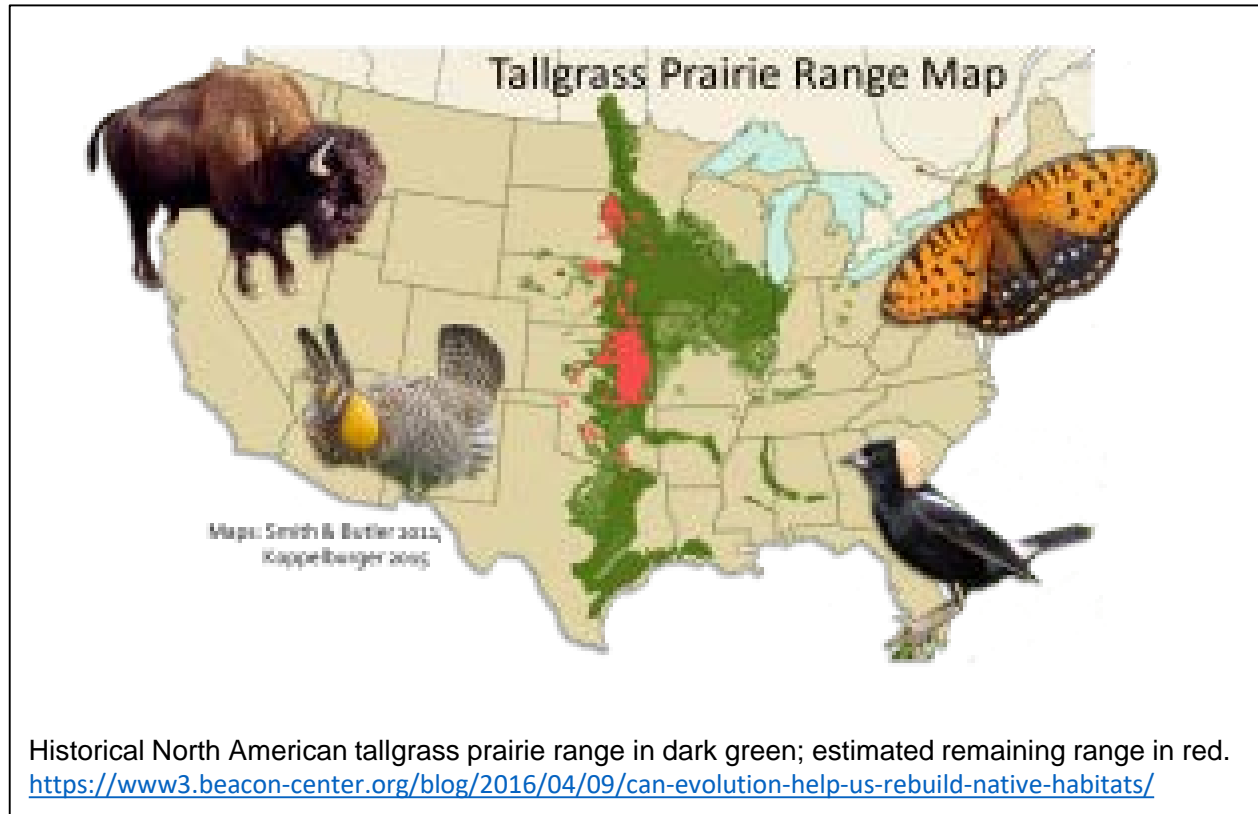 Tallgrass Prairie Range Map
Maps: Smith & Butler
Kappelburger
Historical North American tallgrass prairie range in dark green; estimated remaining range in red.
https://www3.beacon-center.org/blog/2016/04/09/can-evolution-help-us-rebuild-native-habitats/